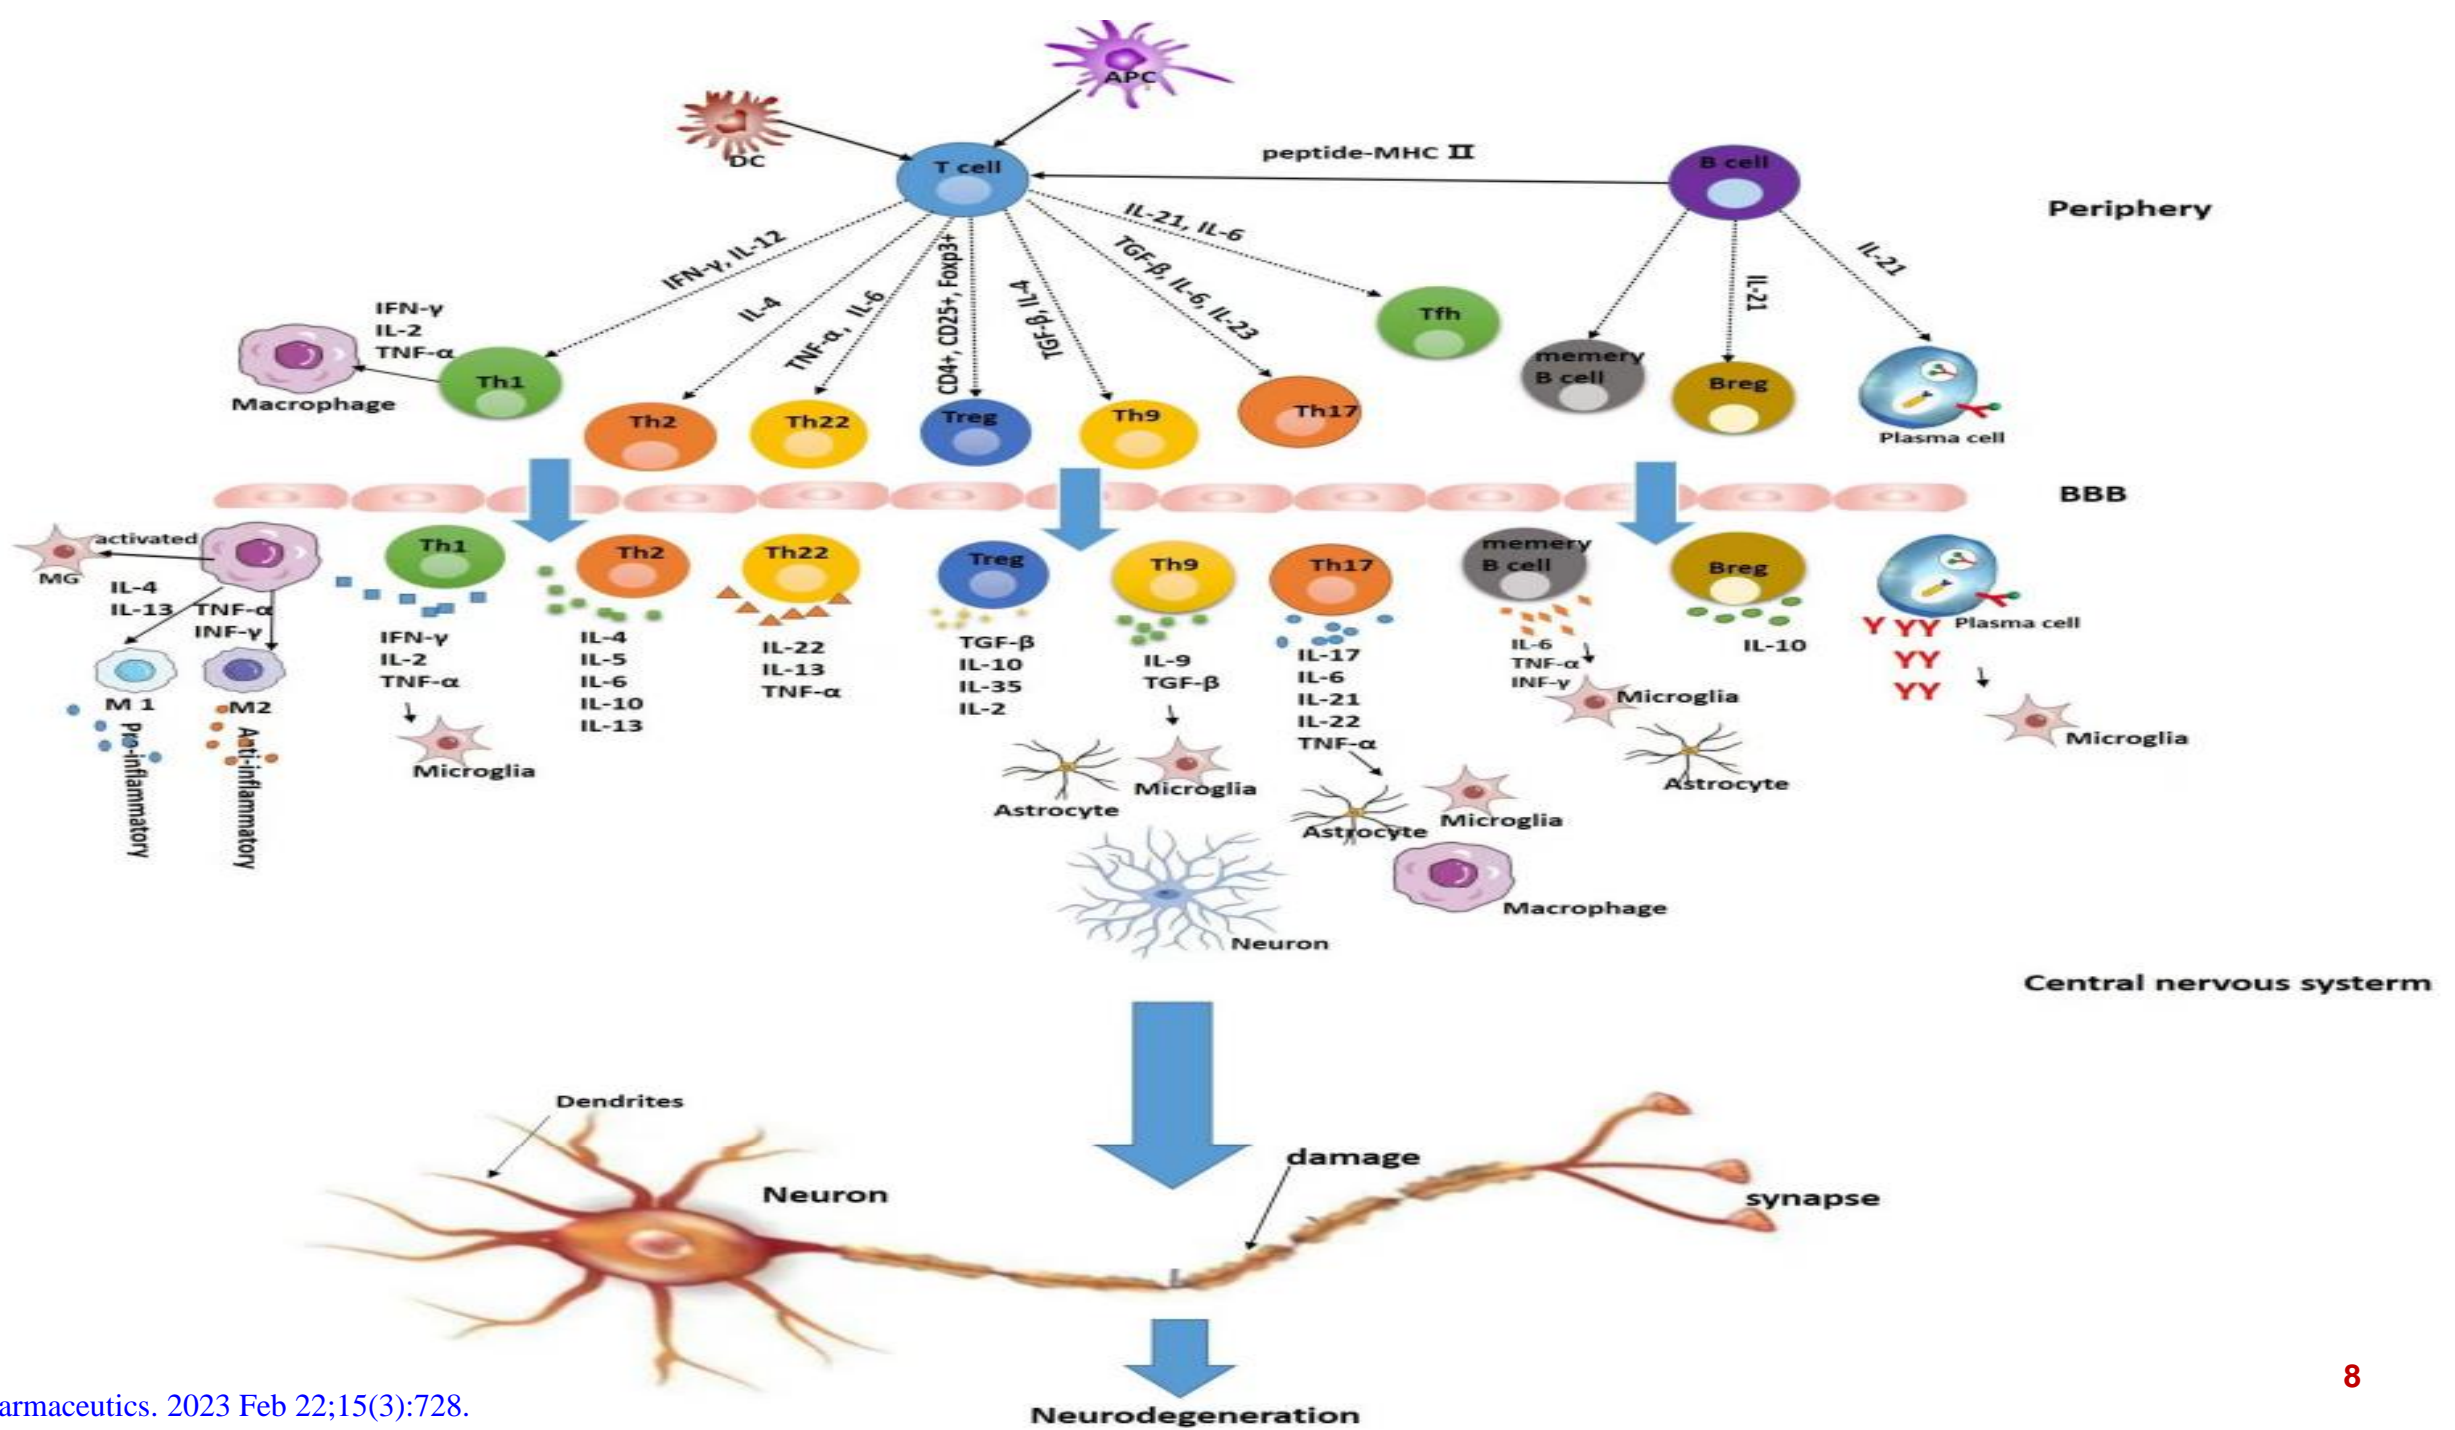 APC
DC
T cell
peptide-MHC II
B cell
Periphery
IFN-γ, IL-12
IL-4
TNF-α, IL-6
CD4+, CD25+, Foxp3+
TGF-β, IL-4
TGF-β, IL-6, IL-23
IL-21, IL-6
IL-21
IL-21
IFN-γ
IL-2
TNF-α
Macrophage
Th1
Th2
Th22
Treg
Th9
Th17
Tfh
memery
B cell
Breg
Plasma cell
BBB
MG
activated
IL-4
IL-13
TNF-α
INF-γ
M 1
M2
Pro-inflammatory
Anti-inflammatory
Th1
IFN-γ
IL-2
TNF-α
Microglia
Th2
IL-4
IL-5
IL-6
IL-10
IL-13
Th22
IL-22
IL-13
TNF-α
Treg
TGF-β
IL-10
IL-35
IL-2
Th9
IL-9
TGF-β
Astrocyte
Microglia
Neuron
Th17
IL-17
IL-6
IL-21
IL-22
TNF-α
Astrocyte
Microglia
Macrophage
memery
B cell
IL-6
TNF-α
INF-γ
Microglia
Astrocyte
Breg
IL-10
Plasma cell
Y YY
YY
YY
Microglia
Central nervous systerm
Dendrites
Neuron
damage
synapse
Neurodegeneration
armaceutics. 2023 Feb 22;15(3):728.
8